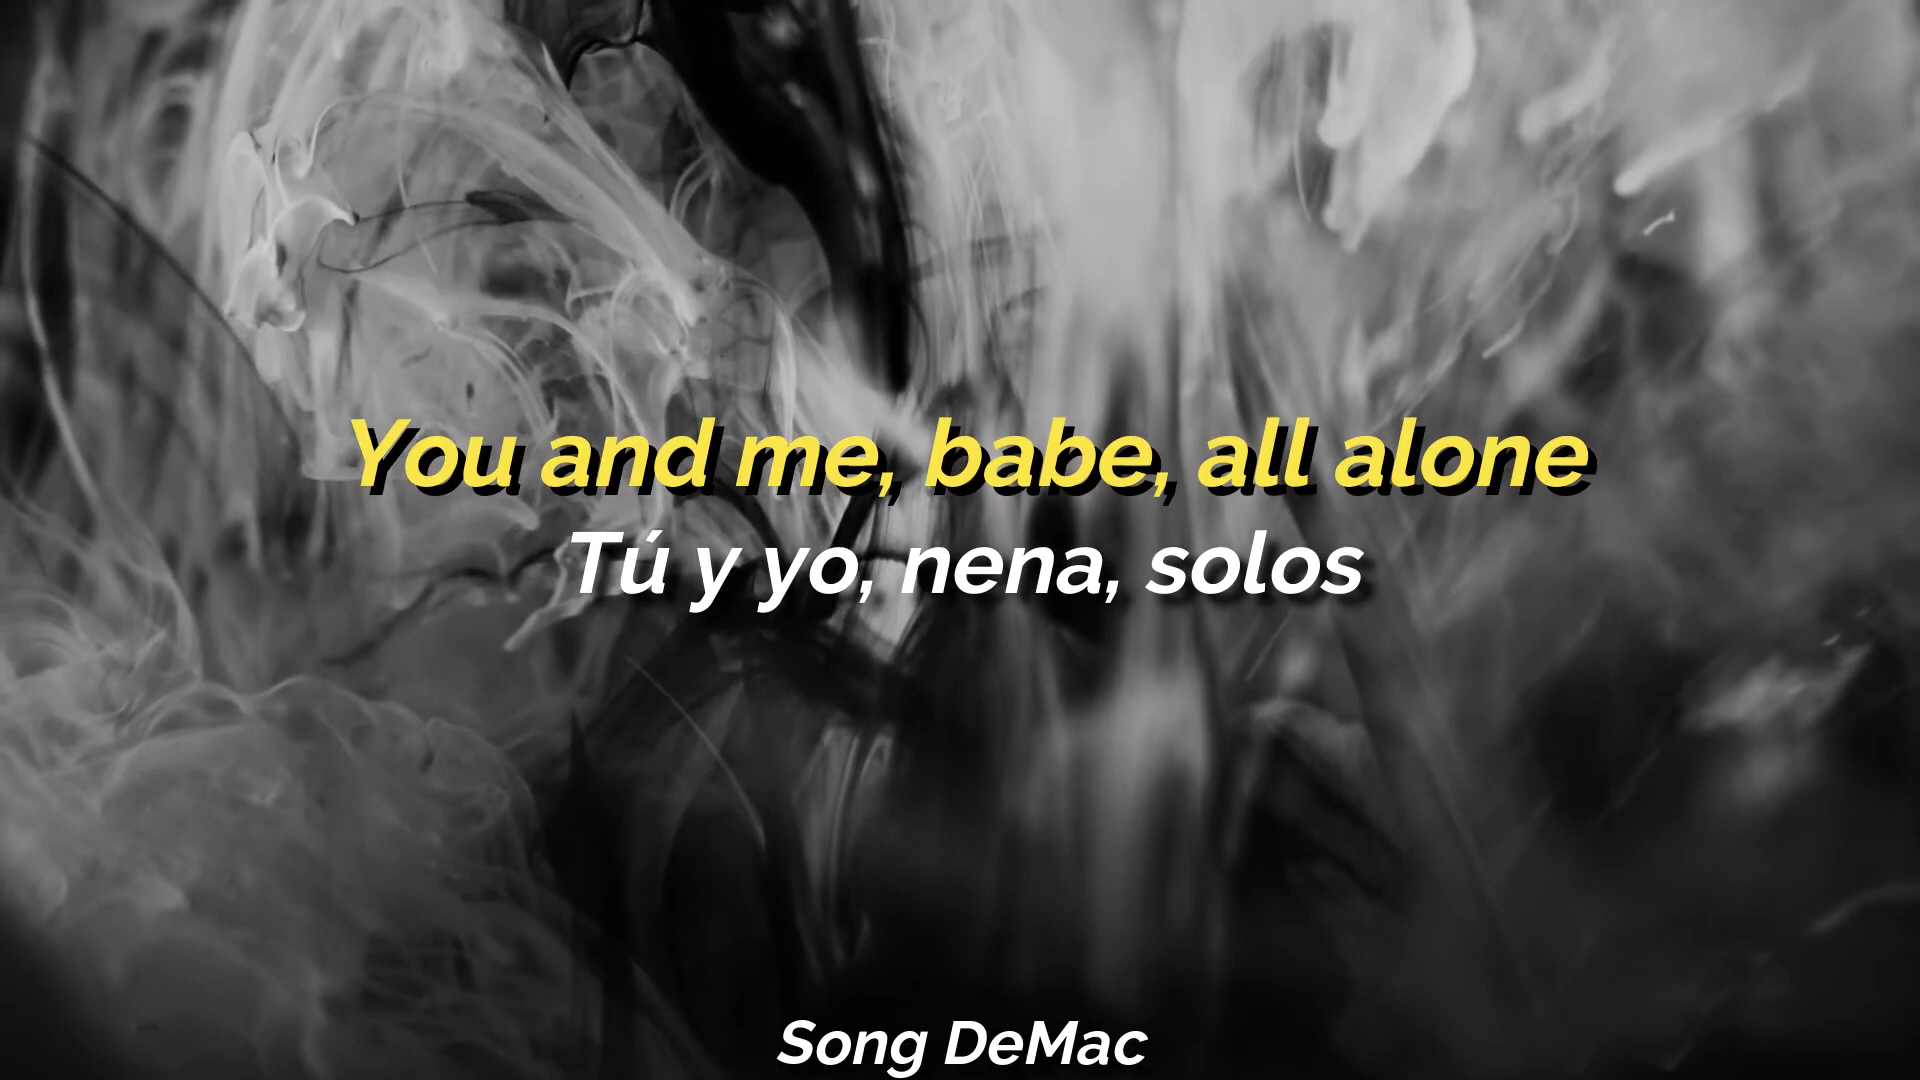 You and me, babe, all alone
Tú y yo, nena, solos
Song DeMac